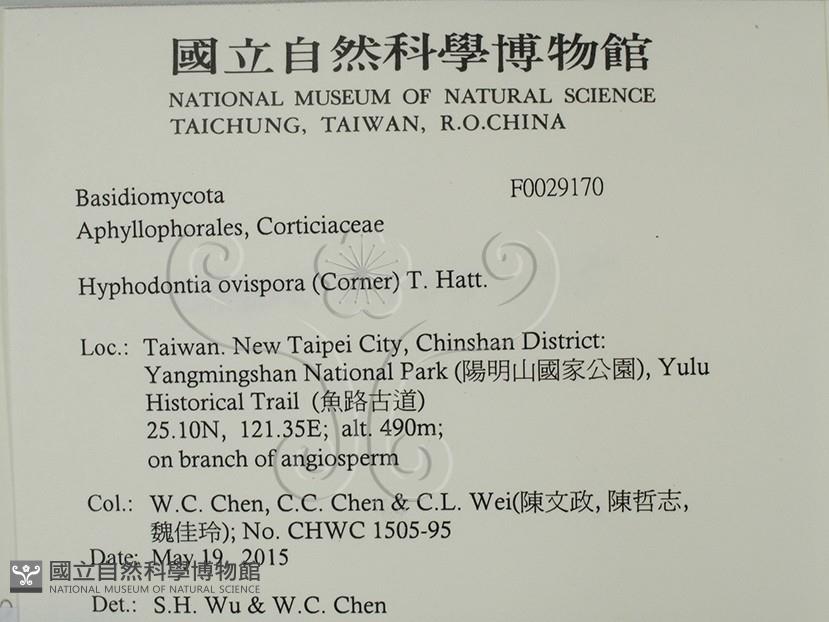 國立自然科學博物館
NATIONAL MUSEUM OF NATURAL SCIENCE
TAICHUNG, TAIWAN, R.O.CHINA
Basidiomycota F0029170
Aphyllophorales, Corticiaceae
Hyphodontia ovispora (Corner) T. Hatt.
Loc.: Taiwan. New Taipei City, Chinshan District:
Yangmingshan National Park (陽明山國家公園), Yulu
Historical Trail (魚路古道)
25.10N, 121.35E; alt. 490m;
on branch of angiosperm
Col.: W.C. Chen, C.C. Chen & C.L. Wei(陳文政, 陳哲志,
魏佳玲); No. CHWC 1505-95
Date: May 19, 2015
國立自然科學博物館
NATIONAL MUSEUM OF NATURAL SCIENCE
Det.: S.H. Wu & W.C. Chen